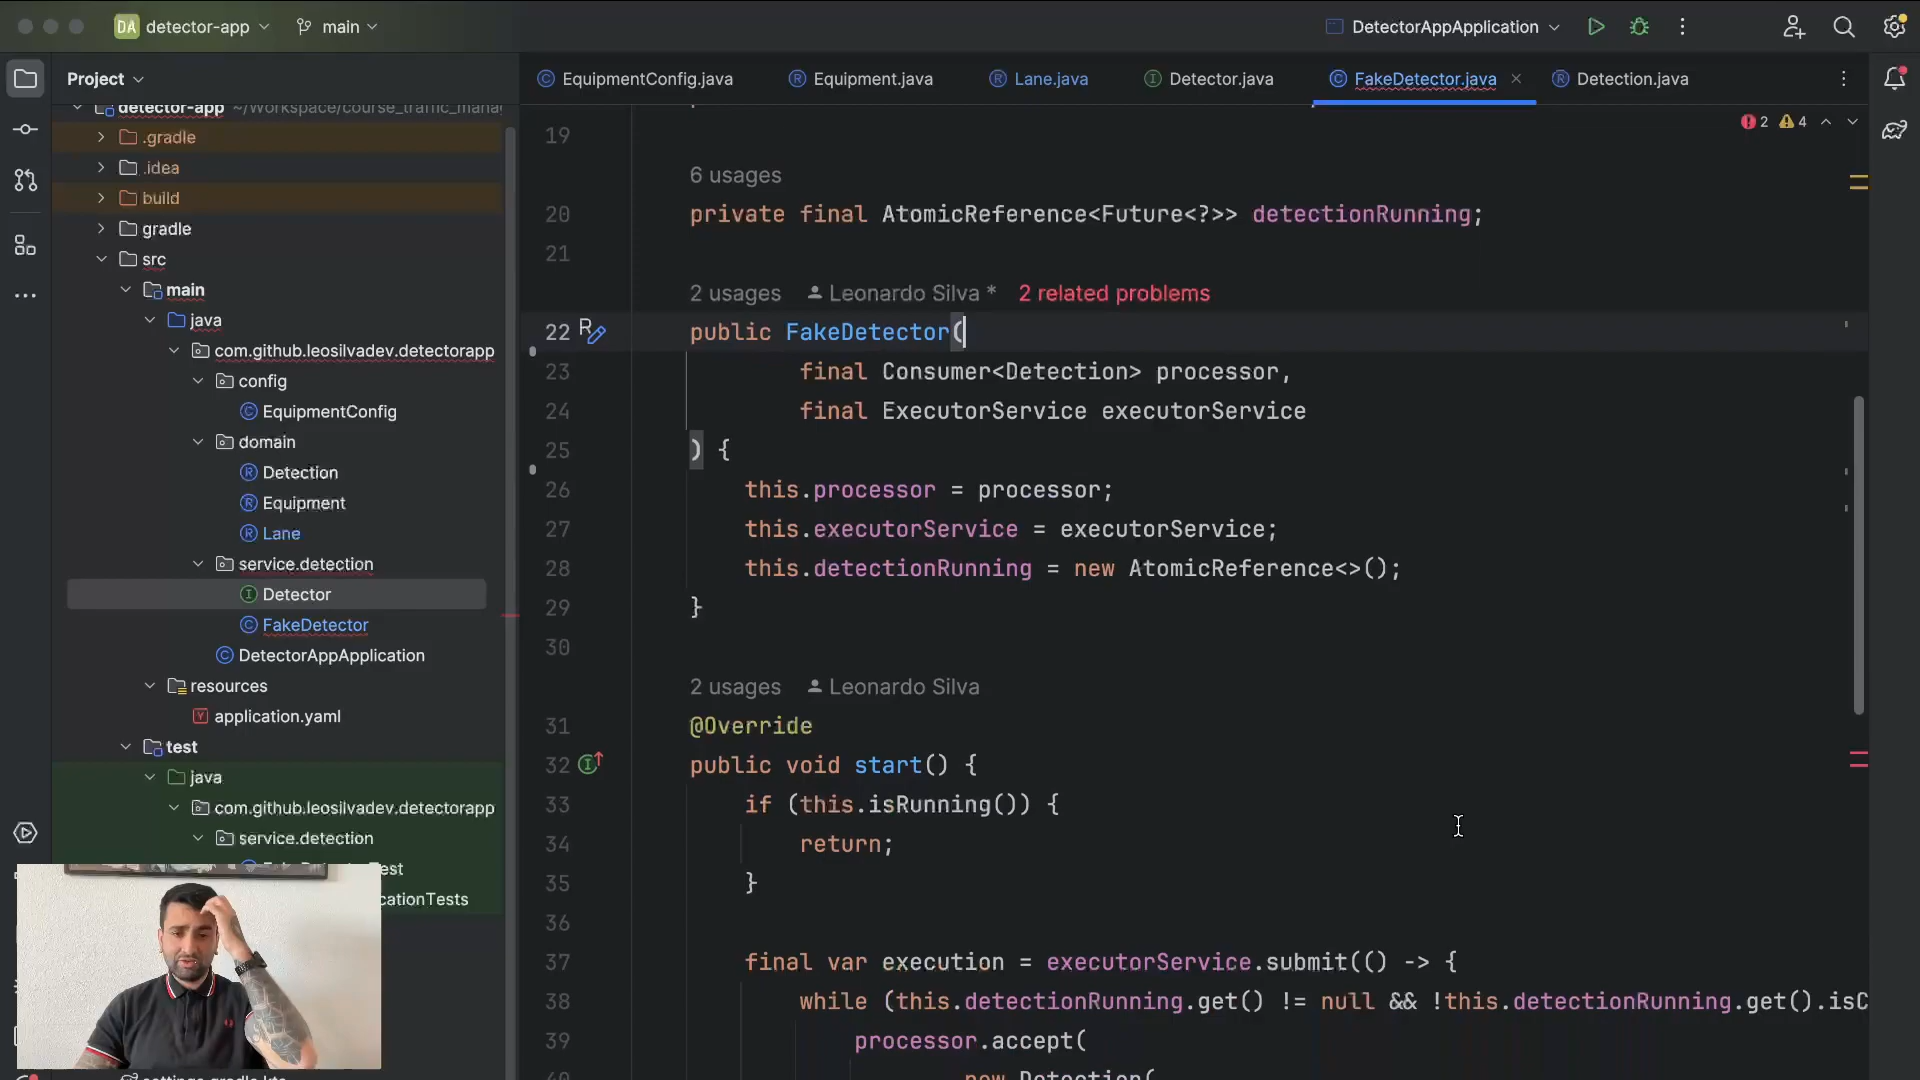 DA detector-app main DetectorAppApplication
Project
EquipmentConfig.java Equipment.java Lane.java Detector.java FakeDetector.java Detection.java
detector-app ~/Workspace/course_traffic_mana
.gradle
.idea
build
gradle
src
main
java
com.github.leosilvadev.detectorapp
config
EquipmentConfig
domain
Detection
Equipment
Lane
service.detection
Detector
FakeDetector
DetectorAppApplication
resources
application.yaml
test
java
com.github.leosilvadev.detectorapp
service.detection
cationTests
2 4
19
6 usages
20 private final AtomicReference<Future<?>> detectionRunning;
21
2 usages Leonardo Silva * 2 related problems
22 public FakeDetector(
23 final Consumer<Detection> processor,
24 final ExecutorService executorService
25 ) {
26 this.processor = processor;
27 this.executorService = executorService;
28 this.detectionRunning = new AtomicReference<>();
29 }
30
2 usages Leonardo Silva
31 @Override
32 public void start() {
33 if (this.isRunning()) {
34 return;
35 }
36
37 final var execution = executorService.submit(() -> {
38 while (this.detectionRunning.get() != null && !this.detectionRunning.get().isC
39 processor.accept(
40 new Detection(